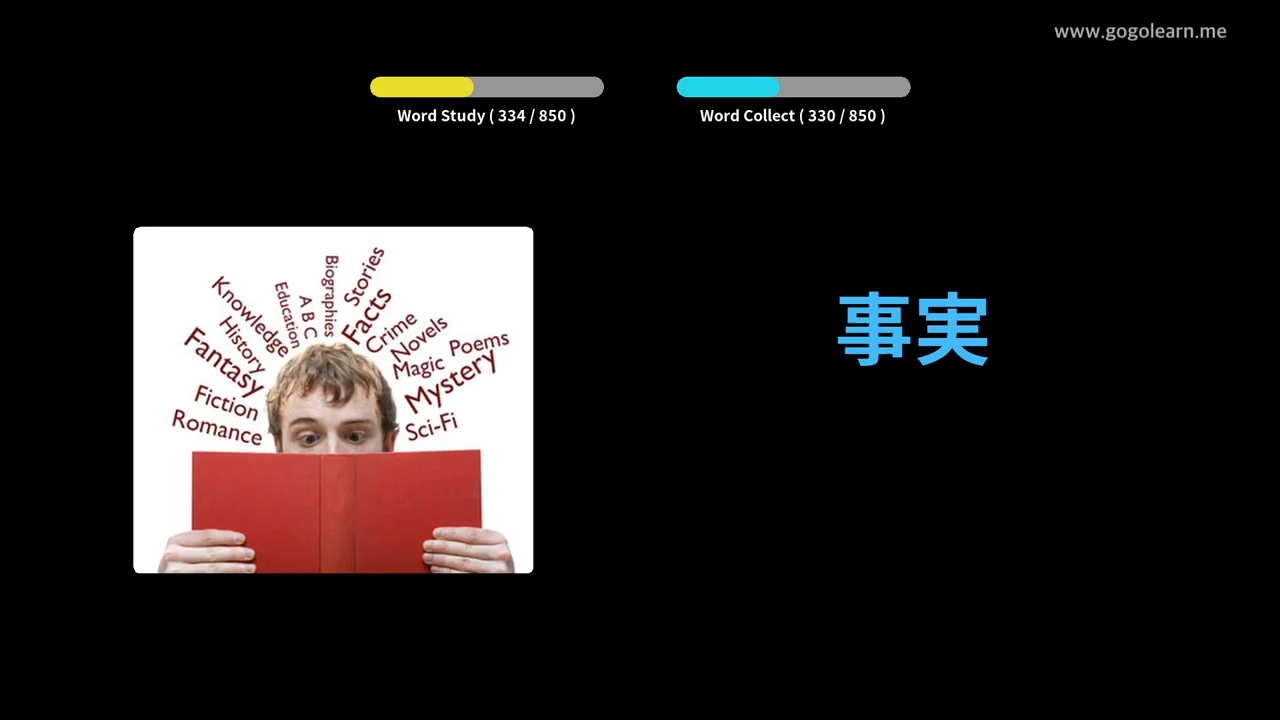 www.gogolearn.me
Word Study ( 334 / 850 )
Word Collect ( 330 / 850 )
Stories
Biographies
A B C
Education
Knowledge
Facts
Crime
History
Novels
Poems
Fantasy
Magic
Mystery
Fiction
Romance
Sci-Fi
事実